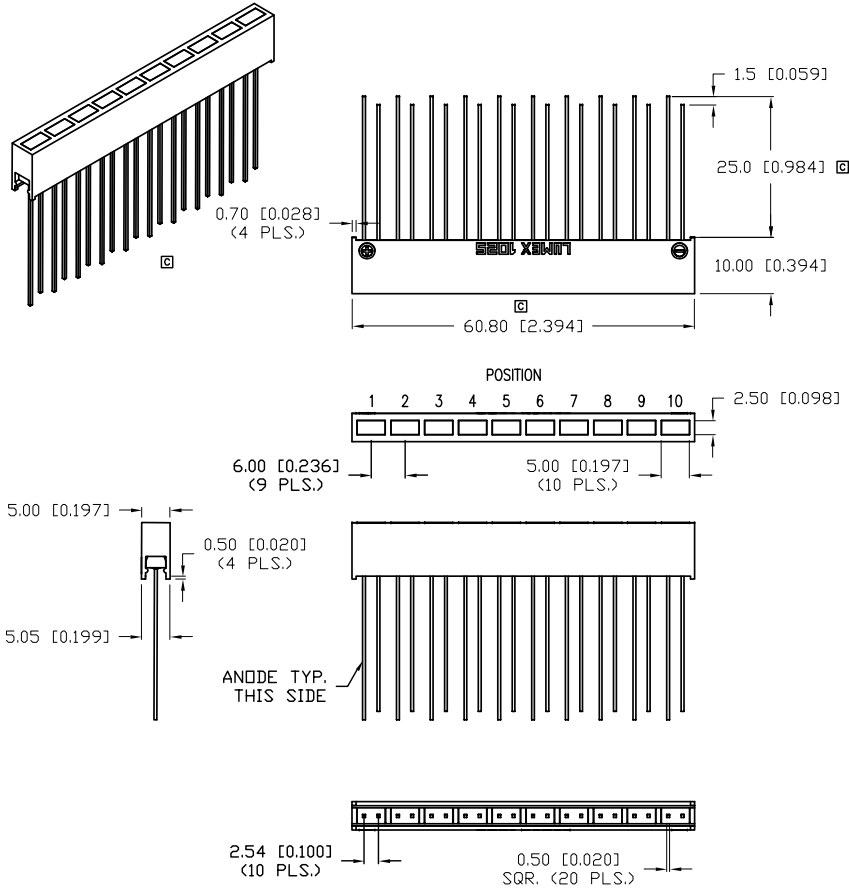 1.5 [0.059]
25.0 [0.984] C
0.70 [0.028]
(4 PLS.)
C
LUMEX 1025
10.00 [0.394]
C
60.80 [2.394]
POSITION
1 2 3 4 5 6 7 8 9 10
2.50 [0.098]
6.00 [0.236]
(9 PLS.)
5.00 [0.197]
(10 PLS.)
5.00 [0.197]
0.50 [0.020]
(4 PLS.)
5.05 [0.199]
ANODE TYP.
THIS SIDE
2.54 [0.100]
(10 PLS.)
0.50 [0.020]
SQR. (20 PLS.)